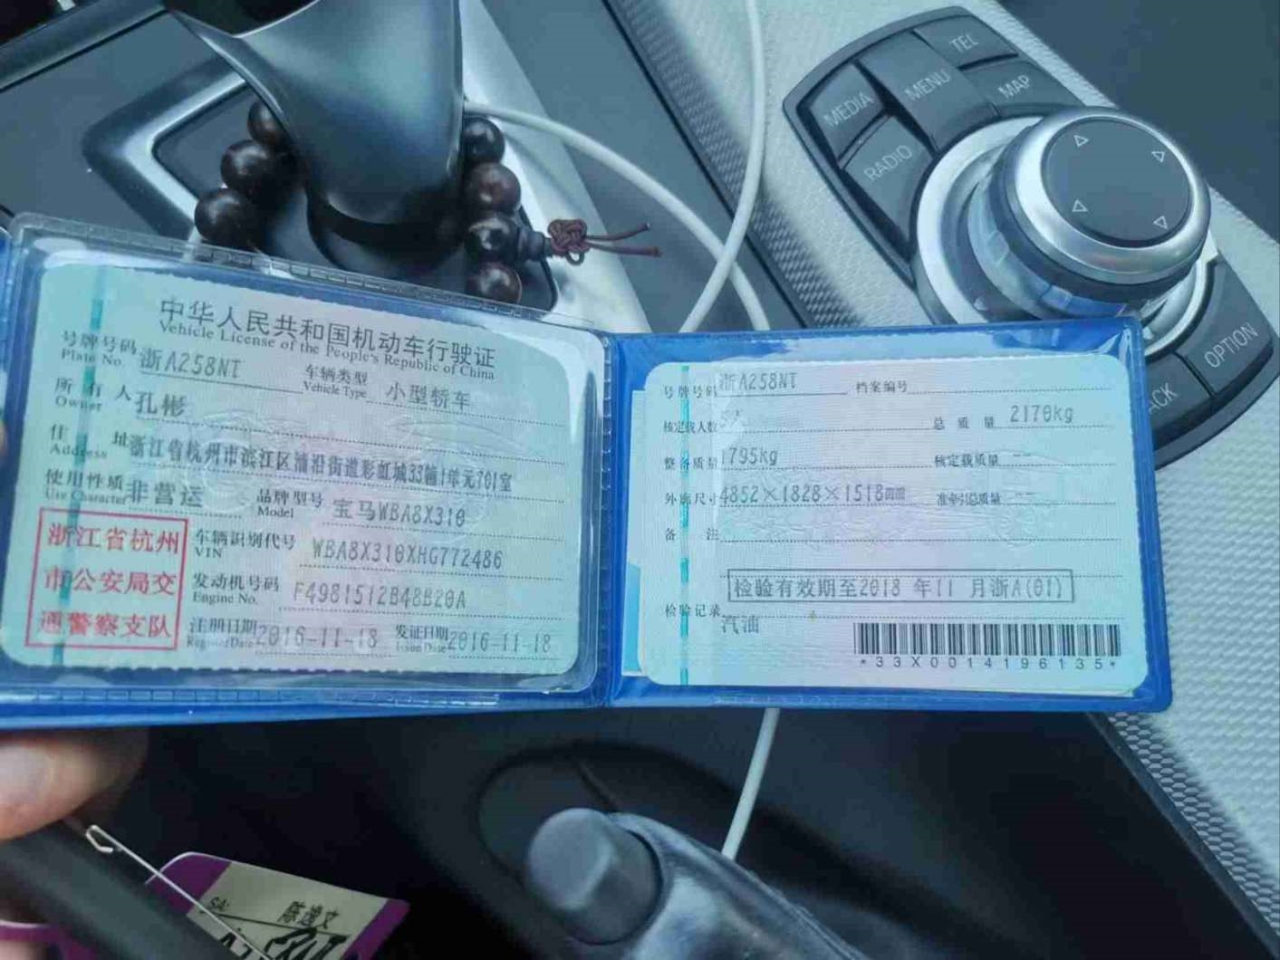 TEL
MENU
MAP
MEDIA
RADIO
OPTION
中华人民共和国机动车行驶证
Vehicle License of the People's Republic of China
号牌号码 浙A258NT 车辆类型 小型轿车
Plate No. Vehicle Type
所有人 孔彬
Owner
住址 浙江省杭州市滨江区浦沿街道彩虹城33幢1单元701室
Address
使用性质 非营运 品牌型号 宝马WBA8X310
Use Character Model
浙江省杭州
市公安局交
通警察支队
车辆识别代号 WBA8X310XHG772486
VIN
发动机号码 F4981512B48B20A
Engine No.
注册日期 2016-11-18 发证日期 2016-11-18
Register Date Issue Date
号牌号码 浙A258NT 档案编号
核定载人数 总质量 2170kg
整备质量 1795kg 核定载质量 --
外廓尺寸 4852×1828×1518mm 准牵引总质量 --
备注
检验有效期至2018 年11 月浙A(01)
检验记录
汽油
*33X0014196135*
陈逸文